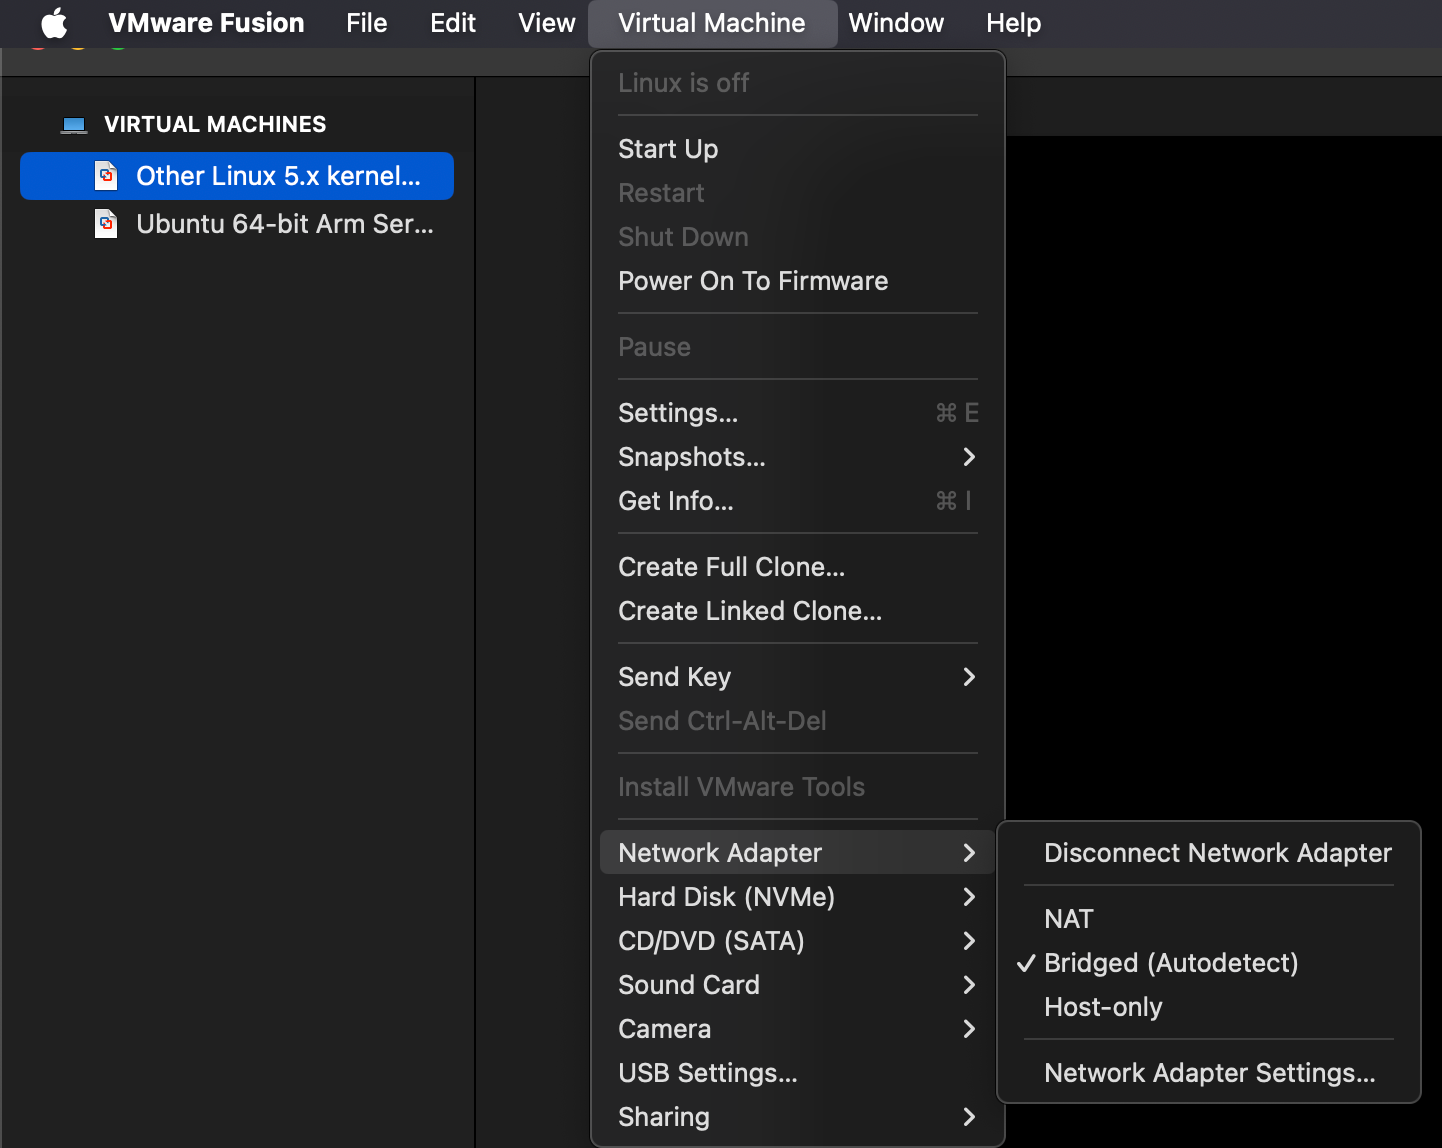 VMware Fusion File Edit View Virtual Machine Window Help
VIRTUAL MACHINES
Other Linux 5.x kernel...
Ubuntu 64-bit Arm Ser...
Linux is off
Start Up
Restart
Shut Down
Power On To Firmware
Pause
Settings... ⌘ E
Snapshots...
Get Info... ⌘ I
Create Full Clone...
Create Linked Clone...
Send Key
Send Ctrl-Alt-Del
Install VMware Tools
Network Adapter
Hard Disk (NVMe)
CD/DVD (SATA)
Sound Card
Camera
USB Settings...
Sharing
Disconnect Network Adapter
NAT
✓ Bridged (Autodetect)
Host-only
Network Adapter Settings...